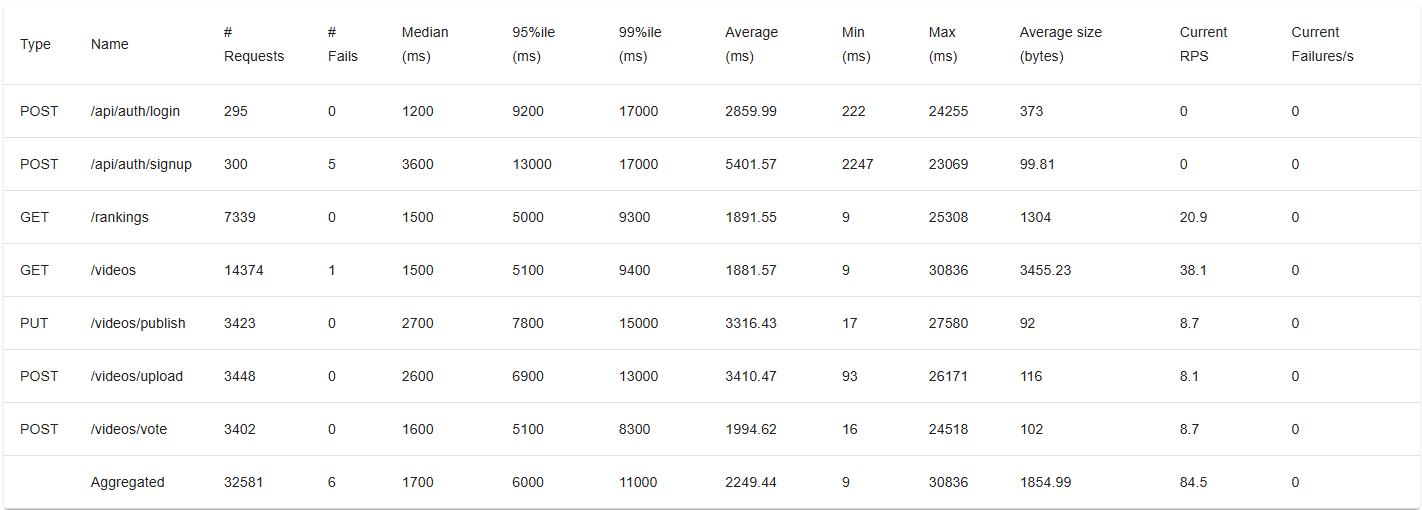 Type Name # Requests # Fails Median (ms) 95%ile (ms) 99%ile (ms) Average (ms) Min (ms) Max (ms) Average size (bytes) Current RPS Current Failures/s
POST /api/auth/login 295 0 1200 9200 17000 2859.99 222 24255 373 0 0
POST /api/auth/signup 300 5 3600 13000 17000 5401.57 2247 23069 99.81 0 0
GET /rankings 7339 0 1500 5000 9300 1891.55 9 25308 1304 20.9 0
GET /videos 14374 1 1500 5100 9400 1881.57 9 30836 3455.23 38.1 0
PUT /videos/publish 3423 0 2700 7800 15000 3316.43 17 27580 92 8.7 0
POST /videos/upload 3448 0 2600 6900 13000 3410.47 93 26171 116 8.1 0
POST /videos/vote 3402 0 1600 5100 8300 1994.62 16 24518 102 8.7 0
Aggregated 32581 6 1700 6000 11000 2249.44 9 30836 1854.99 84.5 0